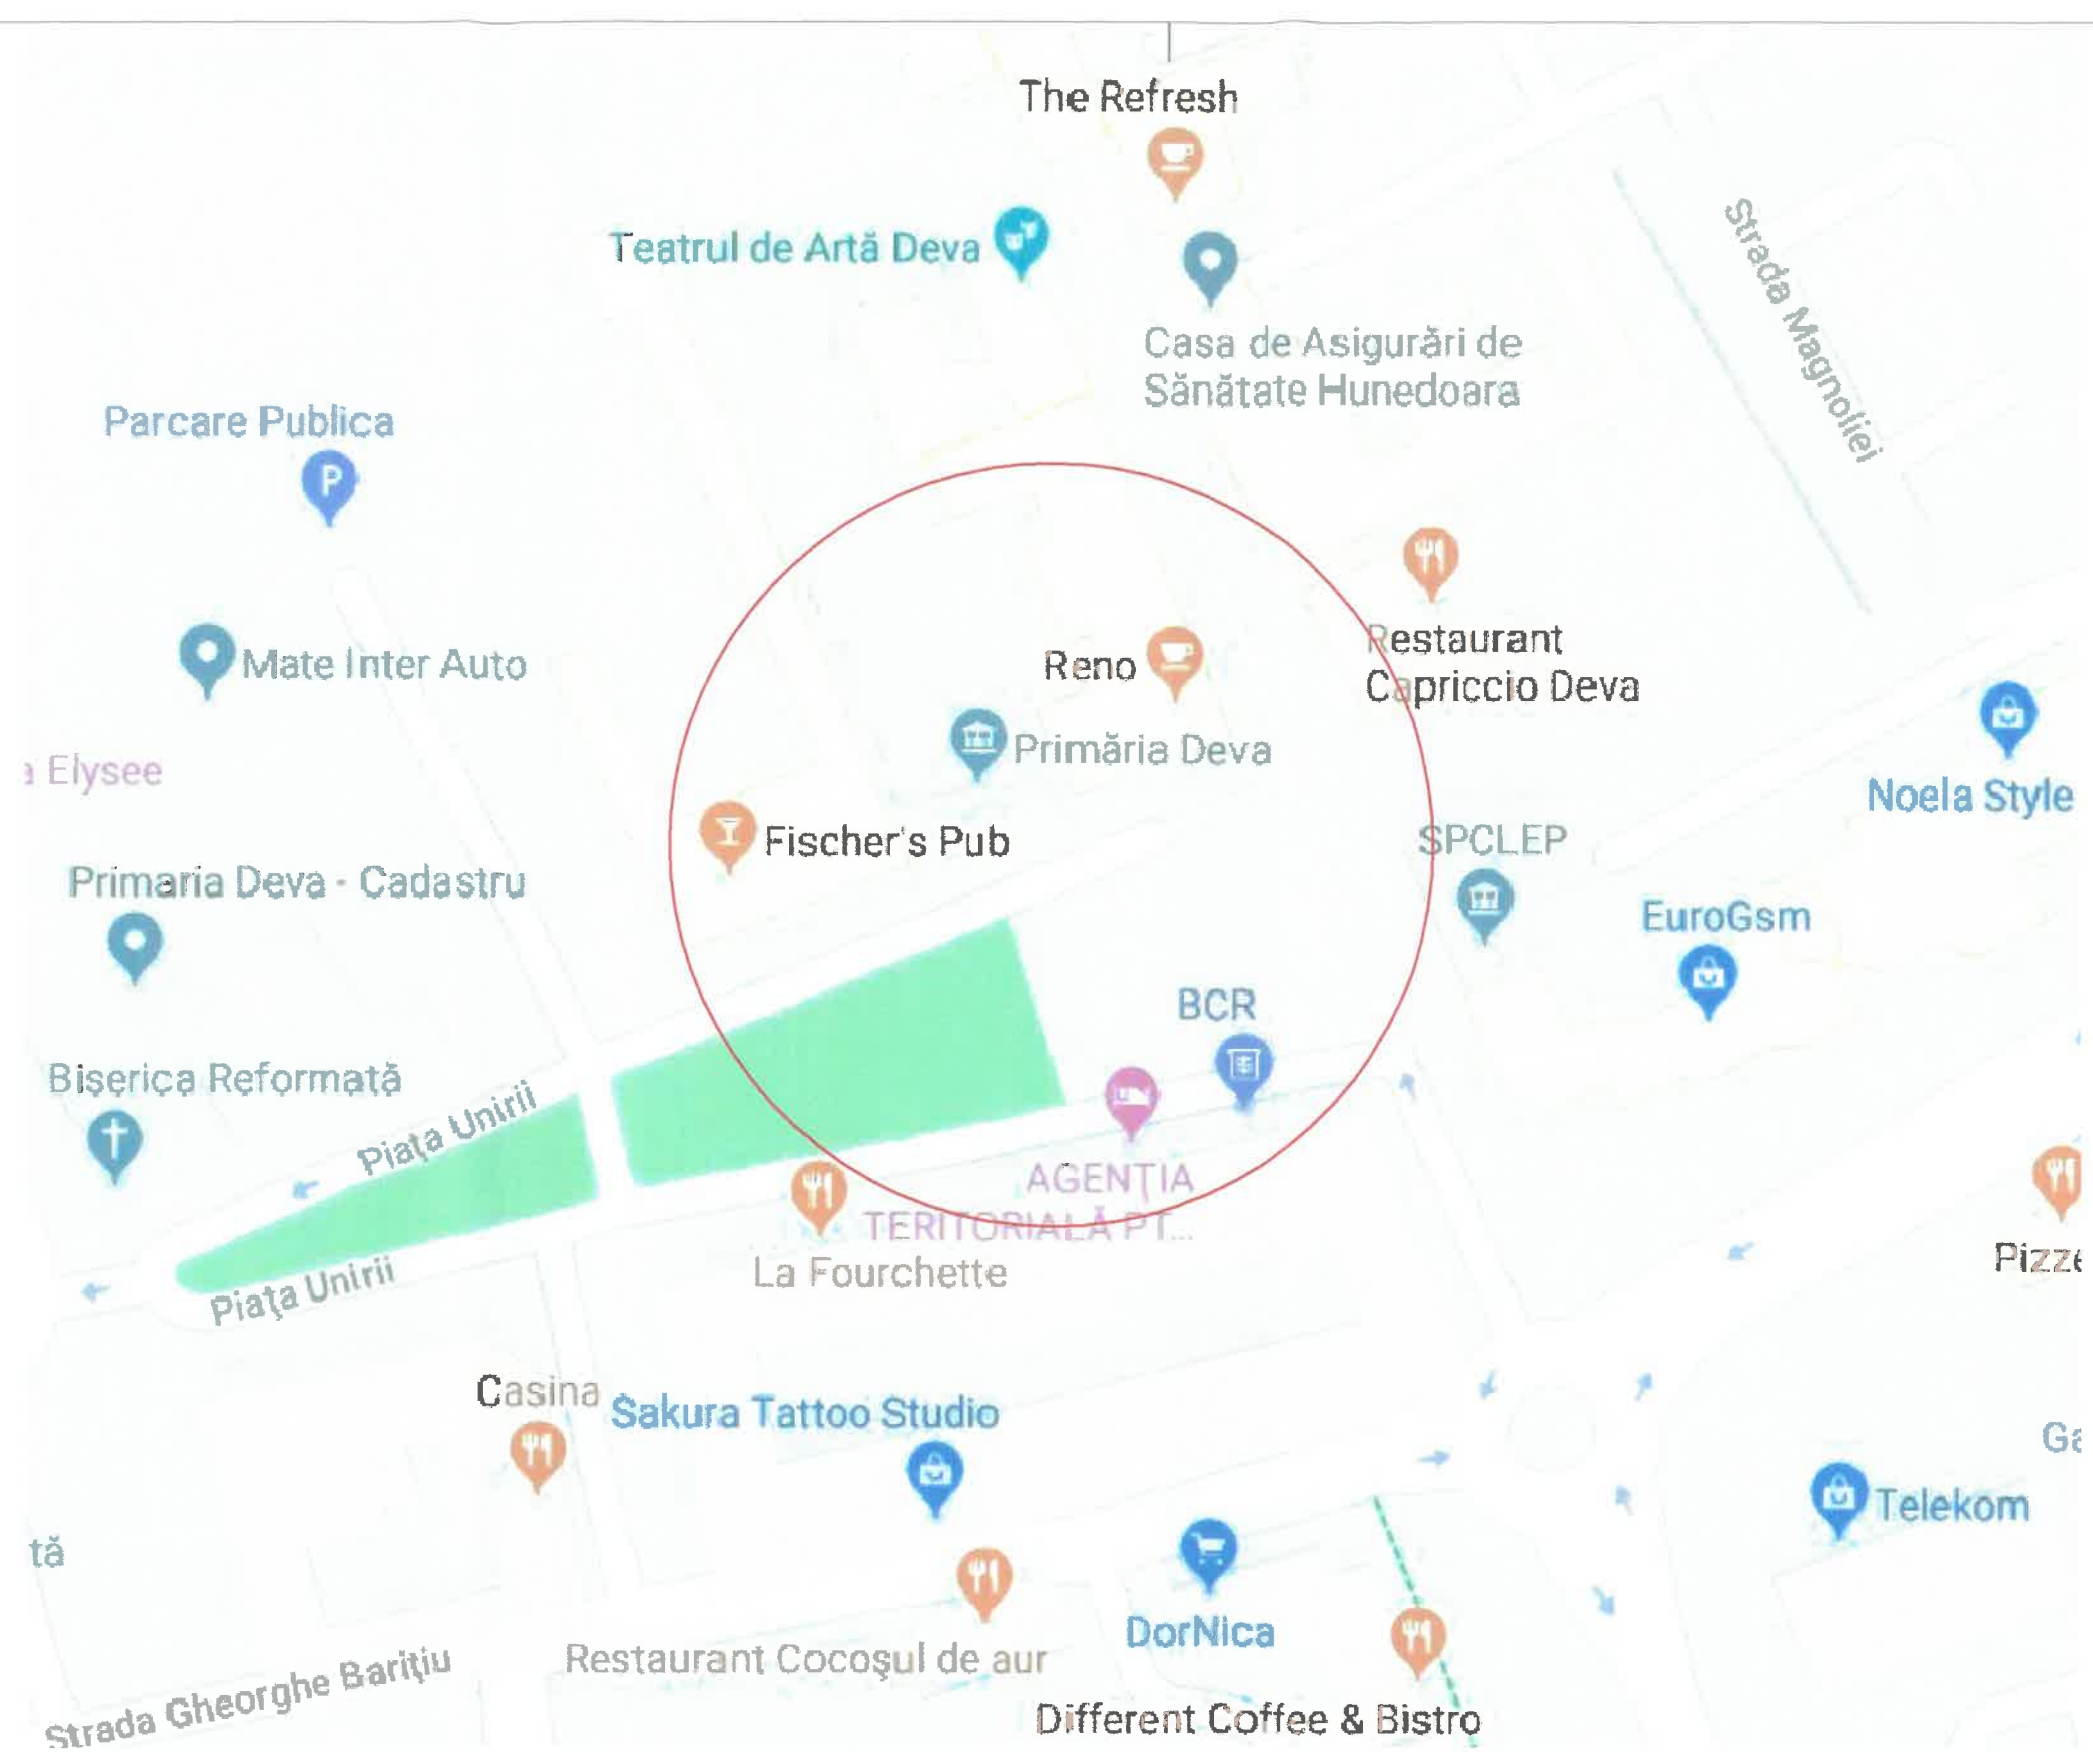 The Refresh
Teatrul de Artă Deva
Casa de Asigurări de
Sănătate Hunedoara
Strada Magnoliei
Parcare Publica
P
Restaurant
Capriccio Deva
Reno
Mate Inter Auto
Primăria Deva
Elysee
Noela Style
Fischer's Pub
SPCLEP
Primaria Deva - Cadastru
EuroGsm
BCR
Biserica Reformată
Piața Unirii
AGENȚIA
TERITORIALĂ PT...
La Fourchette
Piața Unirii
Pizze
Casina
Sakura Tattoo Studio
Ga
Telekom
tă
DorNica
Restaurant Cocoșul de aur
Strada Gheorghe Barițiu
Different Coffee & Bistro